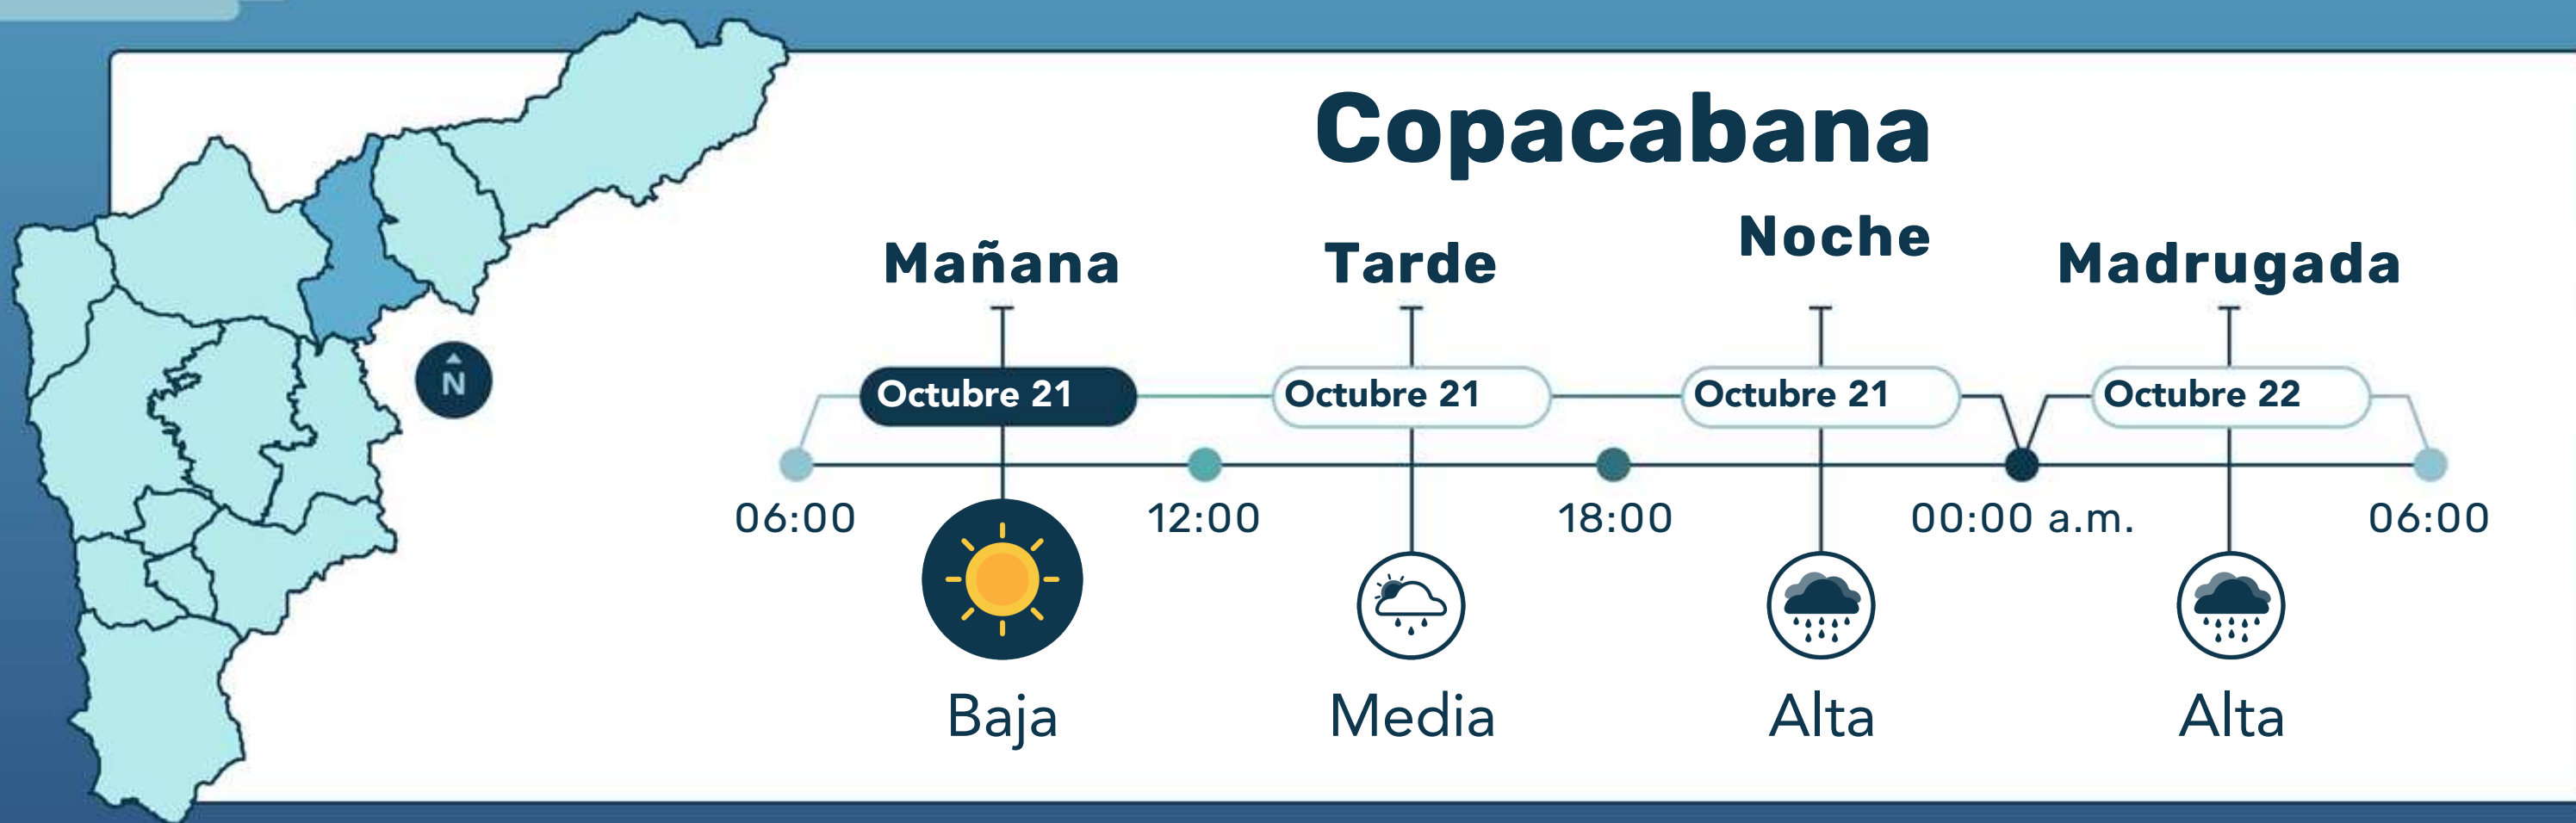 Copacabana
Mañana
Tarde
Noche
Madrugada
Octubre 21
Octubre 21
Octubre 21
Octubre 22
N
06:00
12:00
18:00
00:00 a.m.
06:00
Baja
Media
Alta
Alta